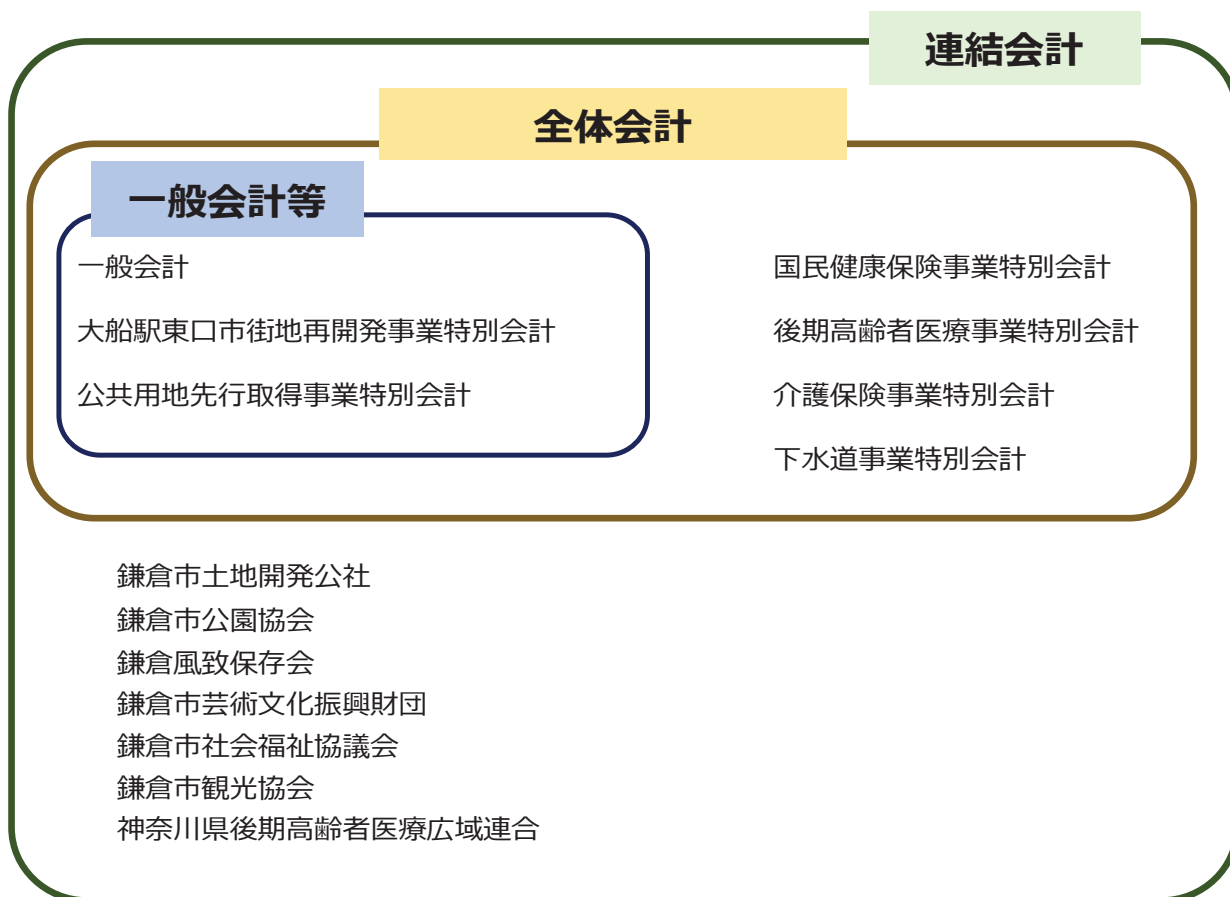 連結会計
全体会計
一般会計等
一般会計
大船駅東口市街地再開発事業特別会計
公共用地先行取得事業特別会計
国民健康保険事業特別会計
後期高齢者医療事業特別会計
介護保険事業特別会計
下水道事業特別会計
鎌倉市土地開発公社
鎌倉市公園協会
鎌倉風致保存会
鎌倉市芸術文化振興財団
鎌倉市社会福祉協議会
鎌倉市観光協会
神奈川県後期高齢者医療広域連合